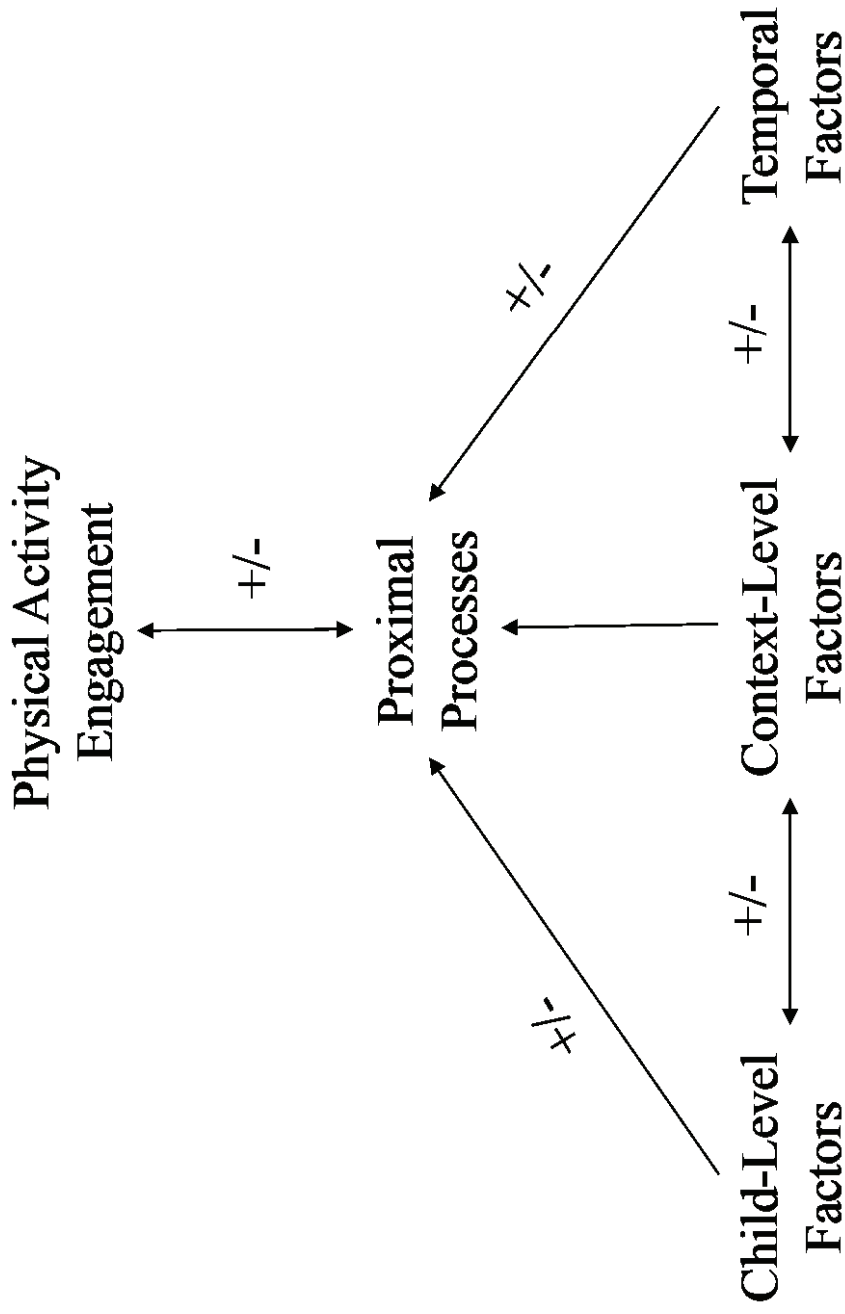 Physical Activity
Engagement
+/-
Proximal
Processes
+/-
+/-
Child-Level
Factors
+/-
Context-Level
Factors
+/-
Temporal
Factors